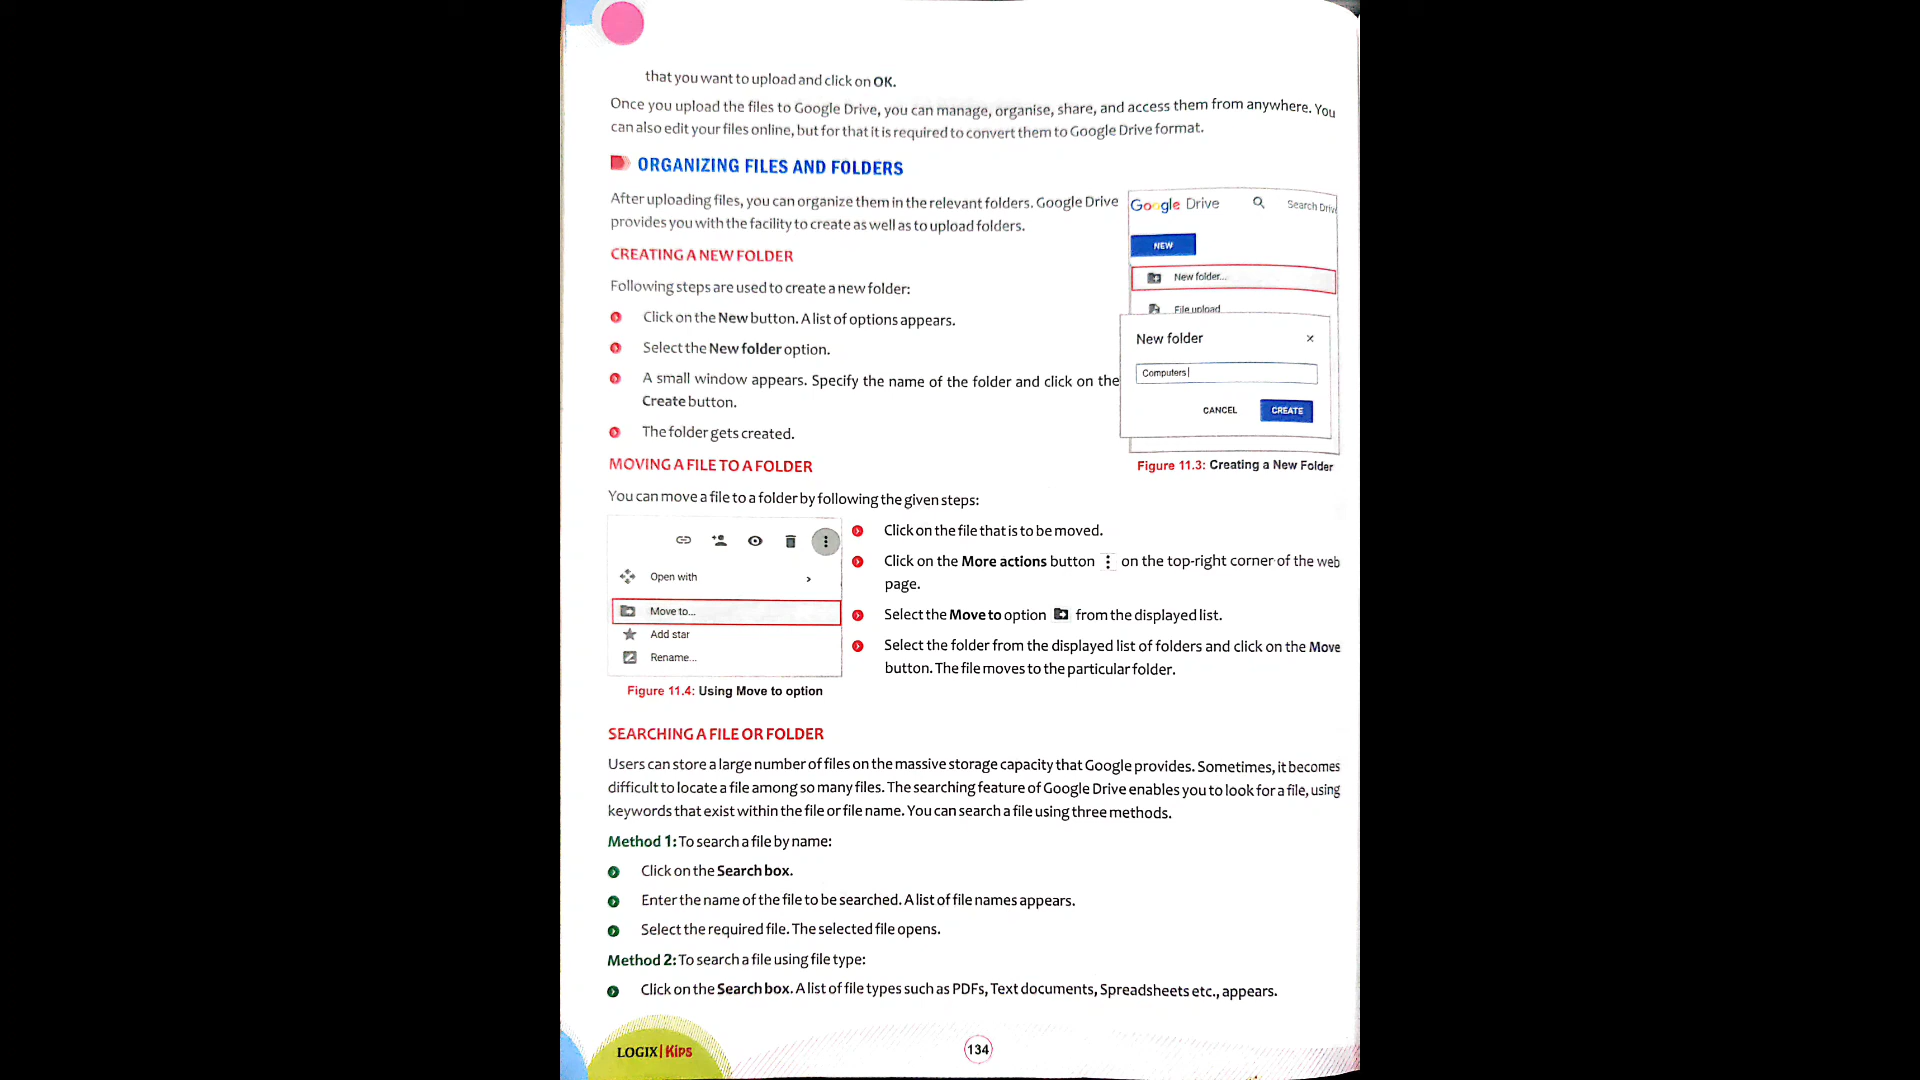 that you want to upload and click on OK.
Once you upload the files to Google Drive, you can manage, organise, share, and access them from anywhere. You
can also edit your files online, but for that it is required to convert them to Google Drive format.
ORGANIZING FILES AND FOLDERS
After uploading files, you can organize them in the relevant folders. Google Drive
provides you with the facility to create as well as to upload folders.
CREATING A NEW FOLDER
Following steps are used to create a new folder:
Click on the New button. A list of options appears.
Select the New folder option.
A small window appears. Specify the name of the folder and click on the
Create button.
The folder gets created.
Google Drive
Search Driv
NEW
New folder...
File upload
New folder
×
Computers
CANCEL
CREATE
Figure 11.3: Creating a New Folder
MOVING A FILE TO A FOLDER
You can move a file to a folder by following the given steps:
Open with
Move to...
Add star
Rename...
Figure 11.4: Using Move to option
Click on the file that is to be moved.
Click on the More actions button ⋮ on the top-right corner of the web
page.
Select the Move to option from the displayed list.
Select the folder from the displayed list of folders and click on the Move
button. The file moves to the particular folder.
SEARCHING A FILE OR FOLDER
Users can store a large number of files on the massive storage capacity that Google provides. Sometimes, it becomes
difficult to locate a file among so many files. The searching feature of Google Drive enables you to look for a file, using
keywords that exist within the file or file name. You can search a file using three methods.
Method 1: To search a file by name:
Click on the Search box.
Enter the name of the file to be searched. A list of file names appears.
Select the required file. The selected file opens.
Method 2: To search a file using file type:
Click on the Search box. A list of file types such as PDFs, Text documents, Spreadsheets etc., appears.
LOGIX|Kips
134